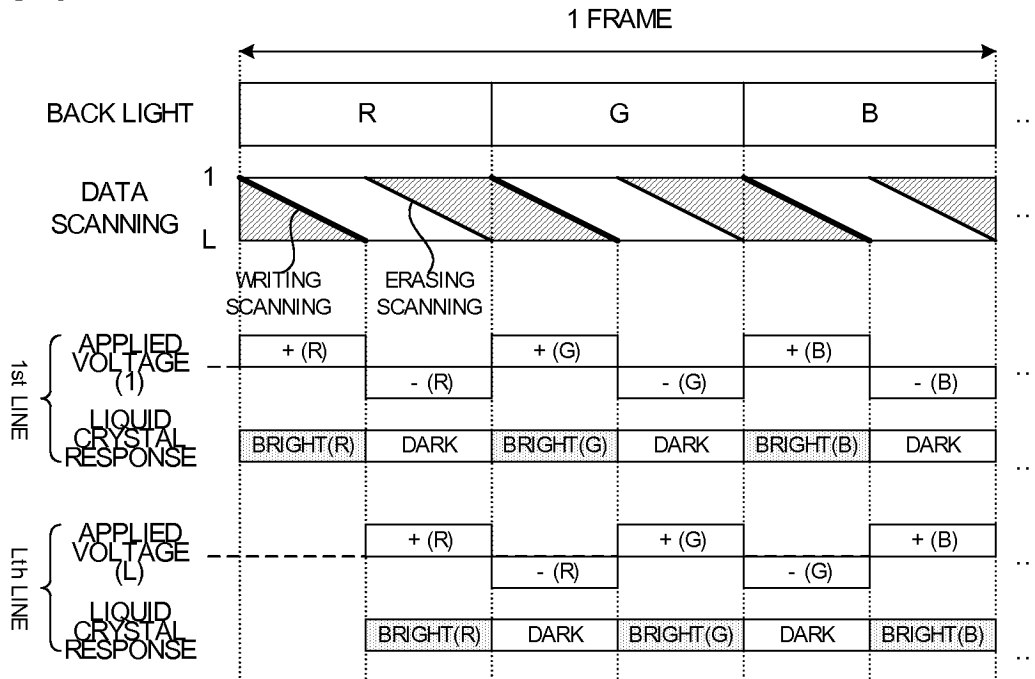 1 FRAME
BACK LIGHT R G B ..
DATA SCANNING 1 L ..
WRITING SCANNING ERASING SCANNING
1st LINE
APPLIED VOLTAGE (1) + (R) - (R) + (G) - (G) + (B) - (B) ..
LIQUID CRYSTAL RESPONSE BRIGHT(R) DARK BRIGHT(G) DARK BRIGHT(B) DARK ..
Lth LINE
APPLIED VOLTAGE (L) + (R) - (R) + (G) - (G) + (B) ..
LIQUID CRYSTAL RESPONSE BRIGHT(R) DARK BRIGHT(G) DARK BRIGHT(B) ..